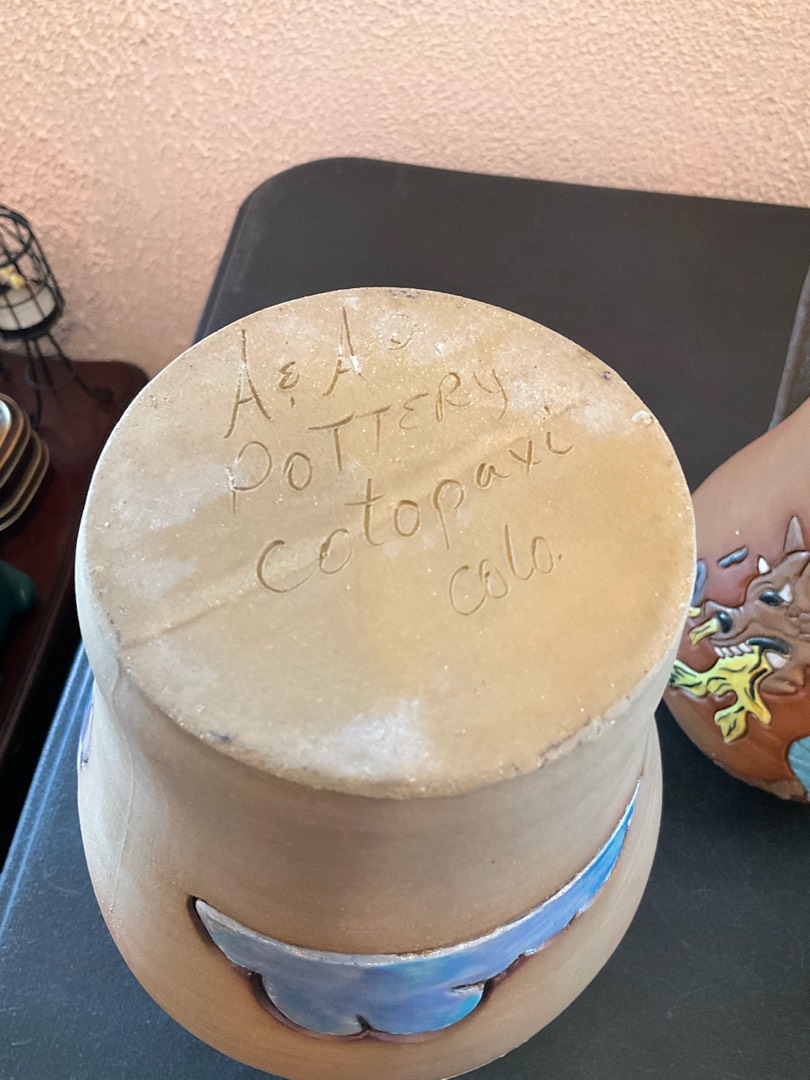 A & A
POTTERY
Cotopaxi
Colo.